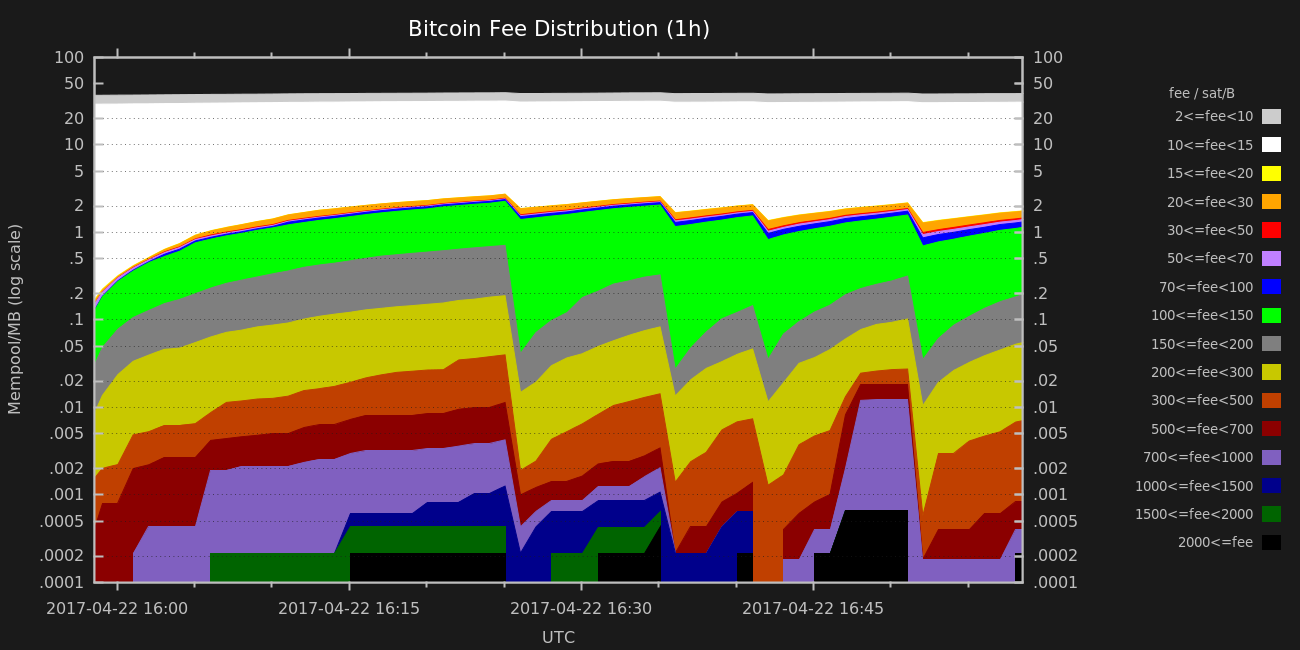 Bitcoin Fee Distribution (1h)
100 100
50 50
20 20
10 10
5 5
2 2
1 1
.5 .5
.2 .2
.1 .1
.05 .05
.02 .02
.01 .01
.005 .005
.002 .002
.001 .001
.0005 .0005
.0002 .0002
.0001 .0001
Mempool/MB (log scale)
2017-04-22 16:00 2017-04-22 16:15 2017-04-22 16:30 2017-04-22 16:45
UTC
fee / sat/B
2<=fee<10
10<=fee<15
15<=fee<20
20<=fee<30
30<=fee<50
50<=fee<70
70<=fee<100
100<=fee<150
150<=fee<200
200<=fee<300
300<=fee<500
500<=fee<700
700<=fee<1000
1000<=fee<1500
1500<=fee<2000
2000<=fee